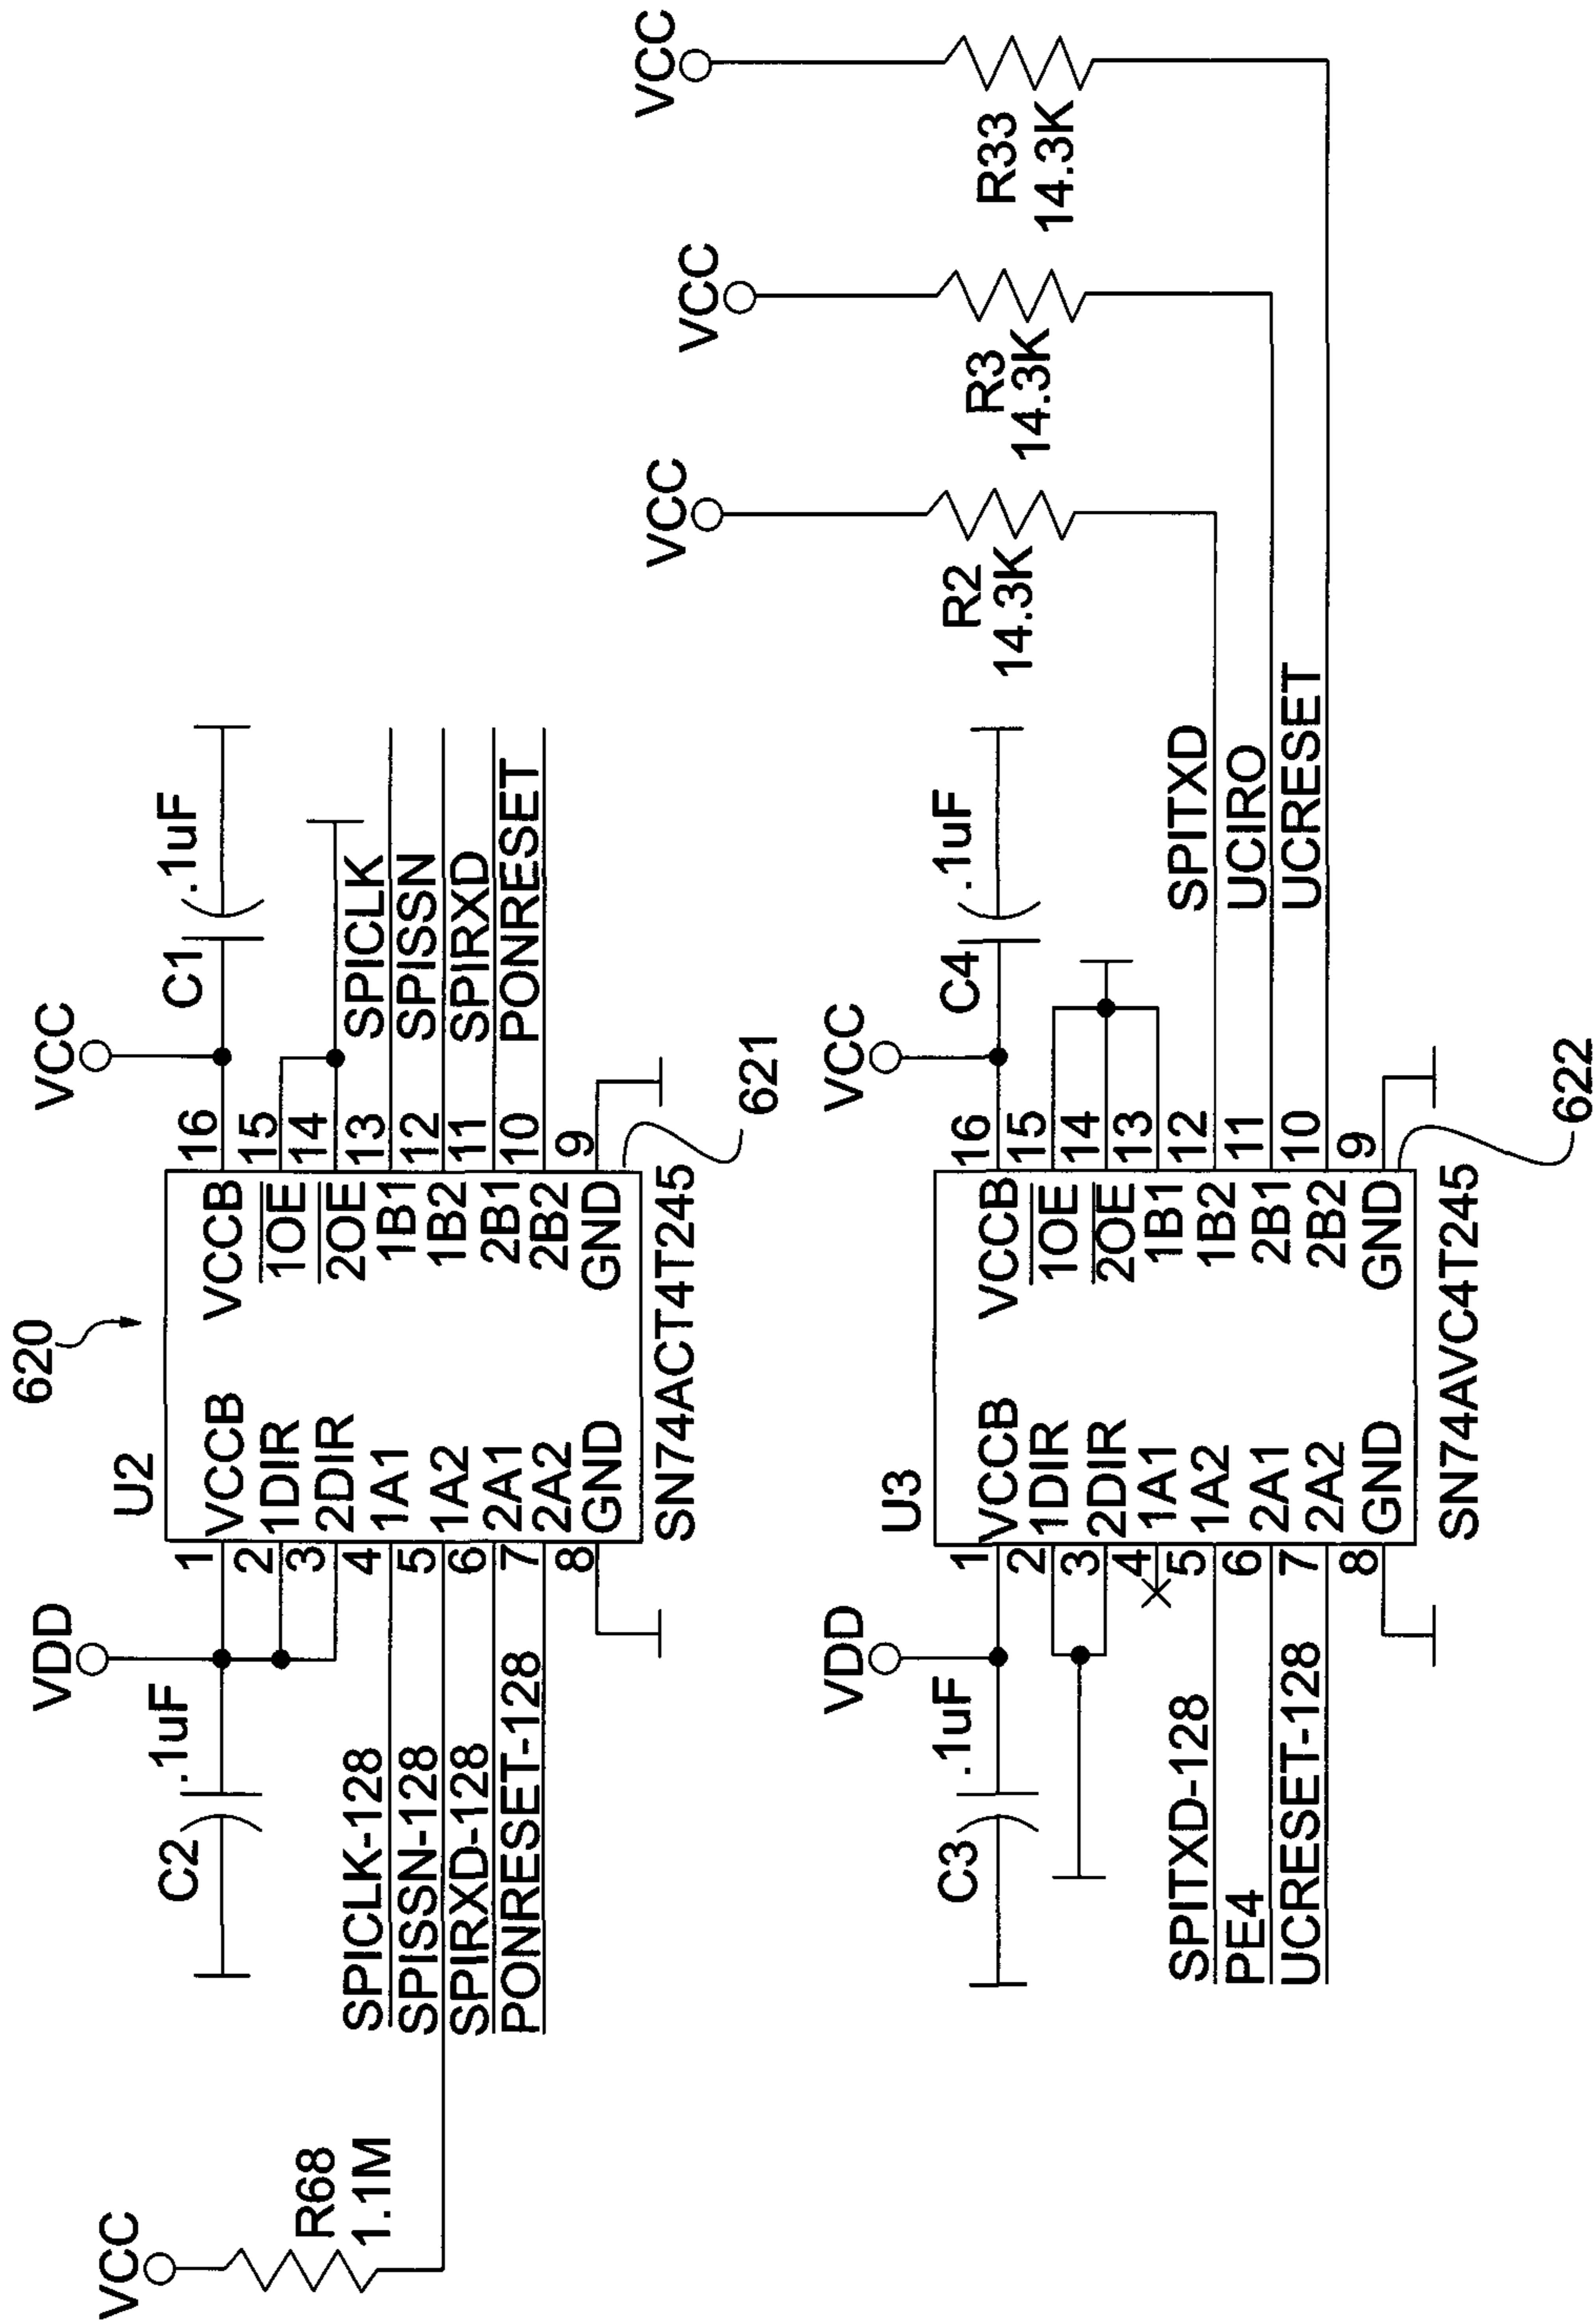 620
VCC
R68
1.1M
VDD
C2
.1uF
VCC
C1
.1uF
U2
1 VCCB VCCB 16
2 1DIR 1OE 15
3 2DIR 2OE 14
SPICLK-128 4 1A1 1B1 13 SPICLK
SPISSN-128 5 1A2 1B2 12 SPISSN
SPIRXD-128 6 2A1 2B1 11 SPIRXD
PONRESET-128 7 2A2 2B2 10 PONRESET
8 GND GND 9
SN74ACT4T245
621
VDD
C3
.1uF
VCC
C4
.1uF
U3
1 VCCB VCCB 16
2 1DIR 1OE 15
3 2DIR 2OE 14
4 1A1 1B1 13
SPITXD-128 5 1A2 1B2 12 SPITXD
PE4 6 2A1 2B1 11 UCIRO
UCRESET-128 7 2A2 2B2 10 UCRESET
8 GND GND 9
SN74AVC4T245
622
VCC
R2
14.3K
VCC
R3
14.3K
VCC
R33
14.3K